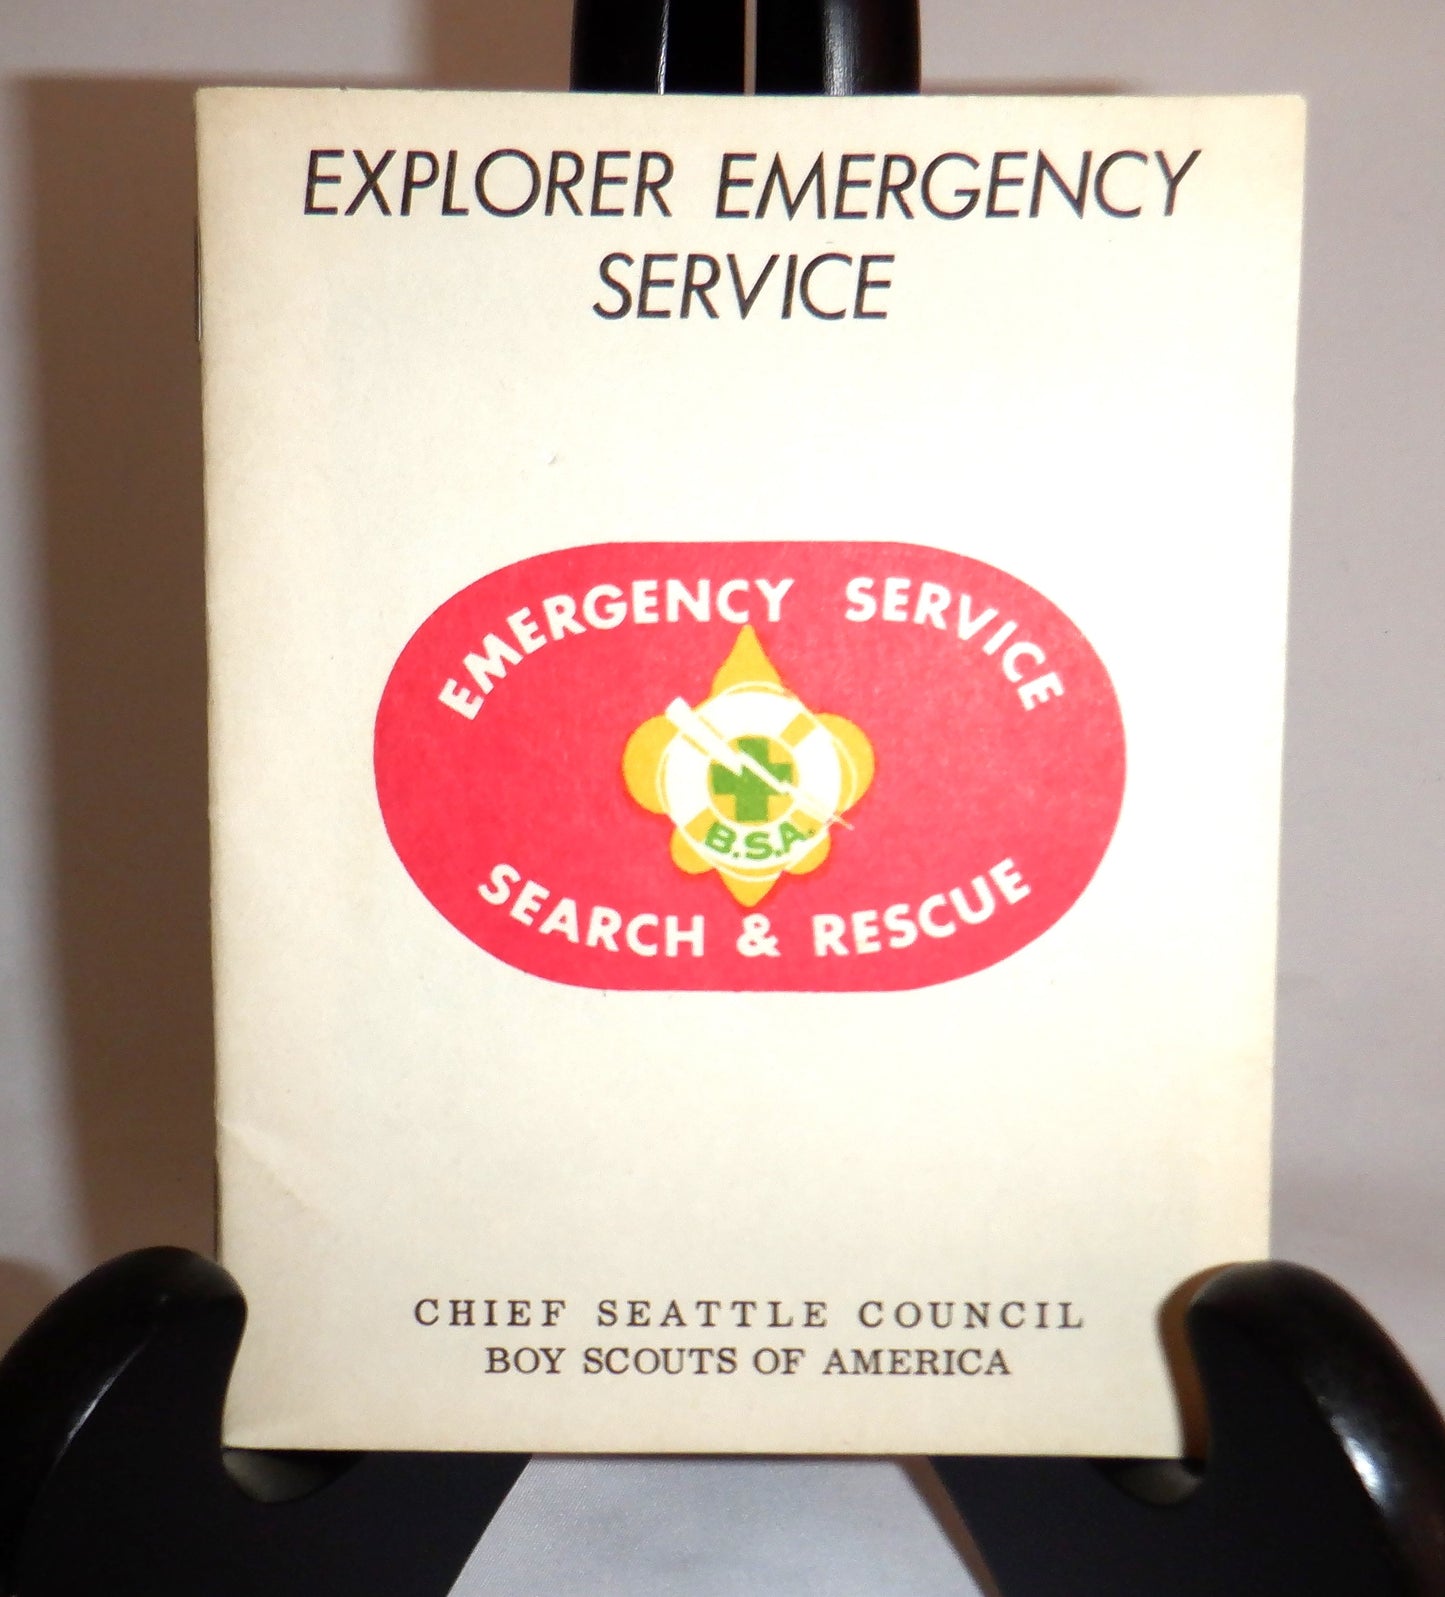 EXPLORER EMERGENCY
SERVICE
EMERGENCY SERVICE
B.S.A.
SEARCH & RESCUE
CHIEF SEATTLE COUNCIL
BOY SCOUTS OF AMERICA